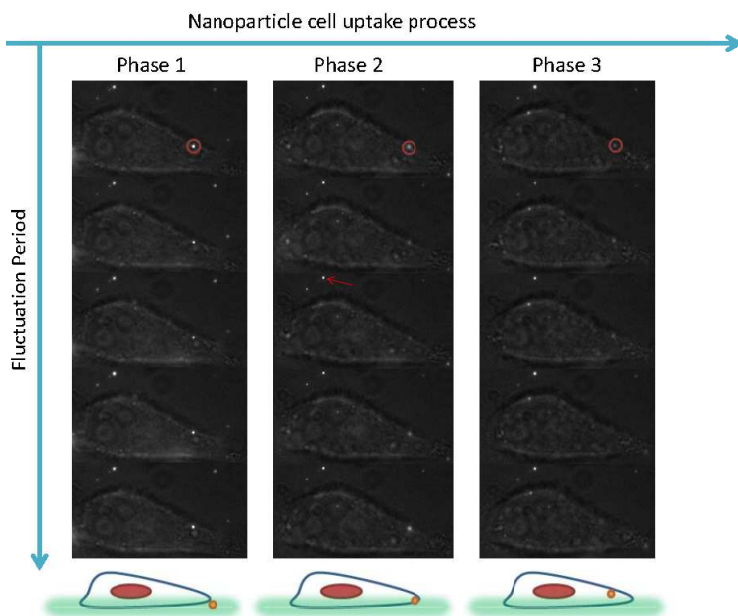 Nanoparticle cell uptake process
Phase 1
Phase 2
Phase 3
Fluctuation Period